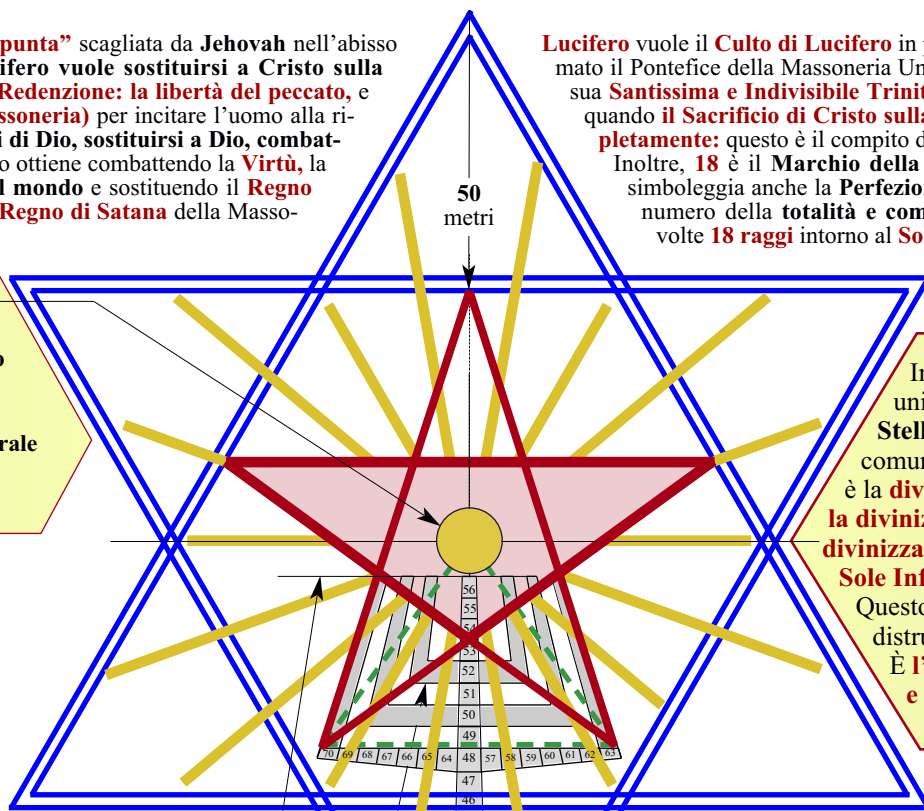 punta” scagliata da Jehovah nell’abisso
ifero vuole sostituirsi a Cristo sulla
Redenzione: la libertà del peccato, e
ssoneria) per incitare l’uomo alla ri-
i di Dio, sostituirsi a Dio, combat-
o ottiene combattendo la Virtù, la
l mondo e sostituendo il Regno
Regno di Satana della Masso-
Lucifero vuole il Culto di Lucifero in
mato il Pontefice della Massoneria Un
sua Santissima e Indivisibile Trinit
quando il Sacrificio di Cristo sulla
pletamente: questo è il compito d
Inoltre, 18 è il Marchio della
simboleggia anche la Perfezio
numero della totalità e com
volte 18 raggi intorno al So
50
metri
o
rale
In
uni
Stell
comun
è la div
la diviniz
divinizza
Sole Inf
Questo
distru
È l’
e
56
55
54
53
52
51
50
49
70 69 68 67 66 65 64 48 57 58 59 60 61 62 63
47
46